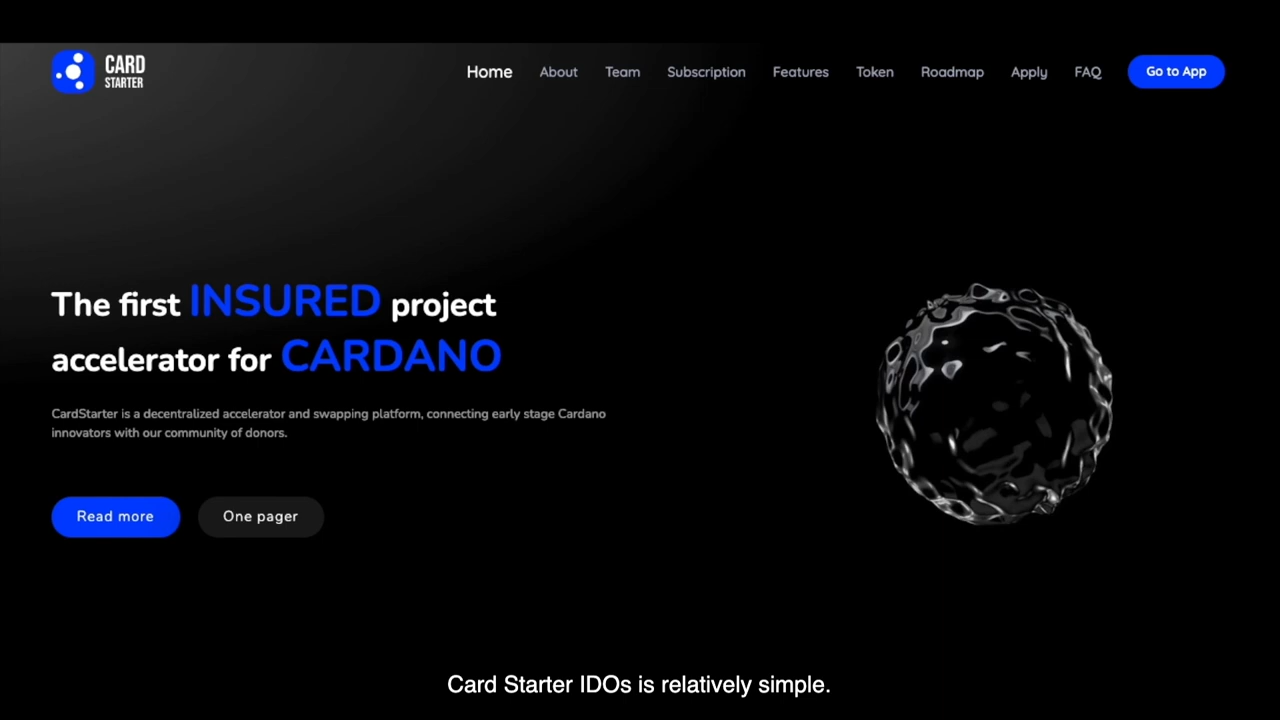 CARD
STARTER
Home About Team Subscription Features Token Roadmap Apply FAQ Go to App
The first INSURED project
accelerator for CARDANO
CardStarter is a decentralized accelerator and swapping platform, connecting early stage Cardano
innovators with our community of donors.
Read more One pager
Card Starter IDOs is relatively simple.